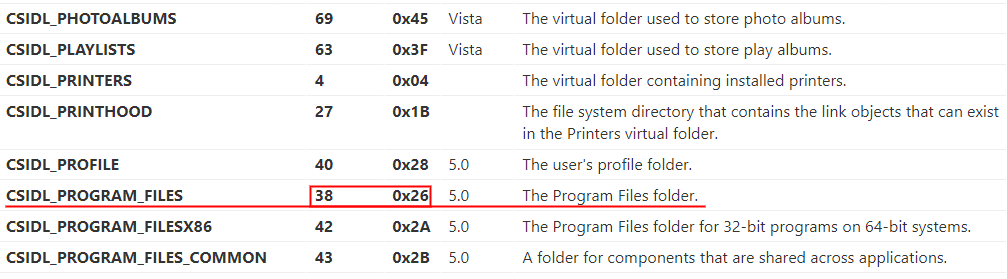 CSIDL_PHOTOALBUMS 69 0x45 Vista The virtual folder used to store photo albums.
CSIDL_PLAYLISTS 63 0x3F Vista The virtual folder used to store play albums.
CSIDL_PRINTERS 4 0x04 The virtual folder containing installed printers.
CSIDL_PRINTHOOD 27 0x1B The file system directory that contains the link objects that can exist
in the Printers virtual folder.
CSIDL_PROFILE 40 0x28 5.0 The user's profile folder.
CSIDL_PROGRAM_FILES 38 0x26 5.0 The Program Files folder.
CSIDL_PROGRAM_FILESX86 42 0x2A 5.0 The Program Files folder for 32-bit programs on 64-bit systems.
CSIDL_PROGRAM_FILES_COMMON 43 0x2B 5.0 A folder for components that are shared across applications.